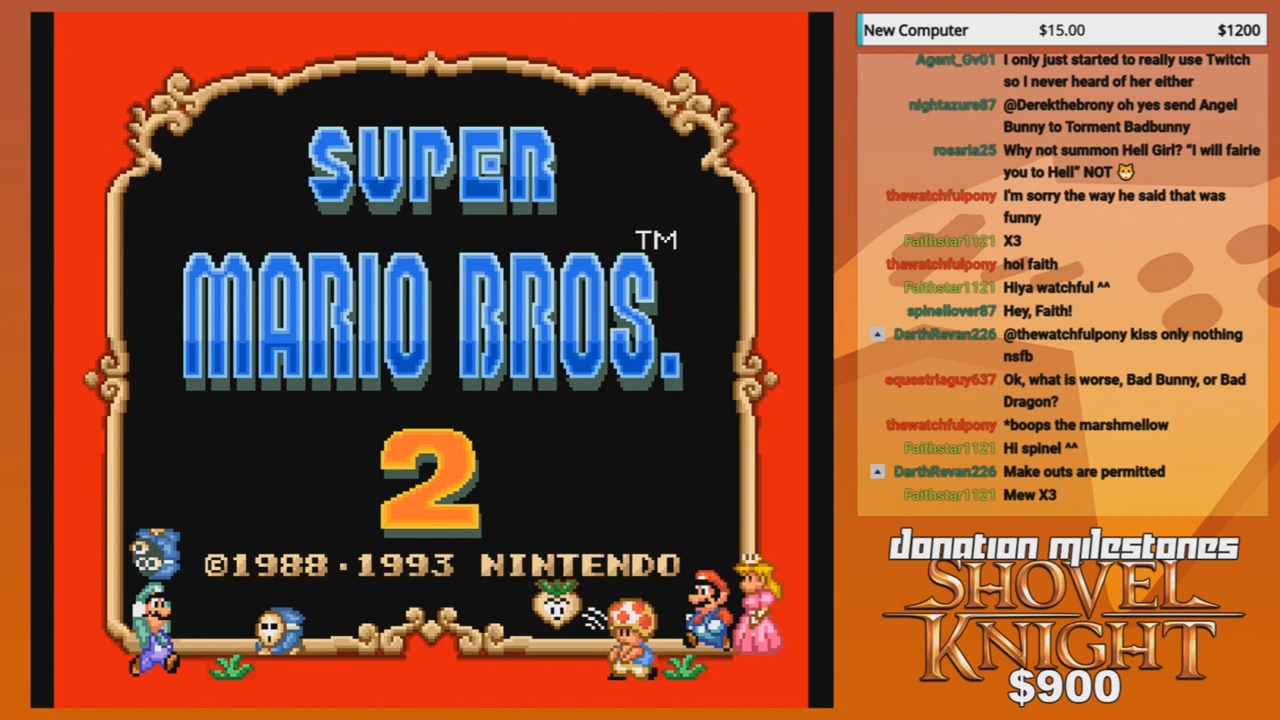 SUPER
TM
MARIO BROS.
2
©1988·1993 NINTENDO
New Computer $15.00 $1200
Agent_Gv01 I only just started to really use Twitch
so I never heard of her either
nightazure87 @Derekthebrony oh yes send Angel
Bunny to Torment Badbunny
rosaria25 Why not summon Hell Girl? “I will fairie
you to Hell” NOT
thewatchfulpony I'm sorry the way he said that was
funny
Faithstar1121 X3
thewatchfulpony hoi faith
Faithstar1121 Hiya watchful ^^
spinellover87 Hey, Faith!
DarthRevan226 @thewatchfulpony kiss only nothing
nsfb
equestriaguy637 Ok, what is worse, Bad Bunny, or Bad
Dragon?
thewatchfulpony *boops the marshmellow
Faithstar1121 Hi spinel ^^
DarthRevan226 Make outs are permitted
Faithstar1121 Mew X3
Donation Milestones
SHOVEL
KNIGHT
$900